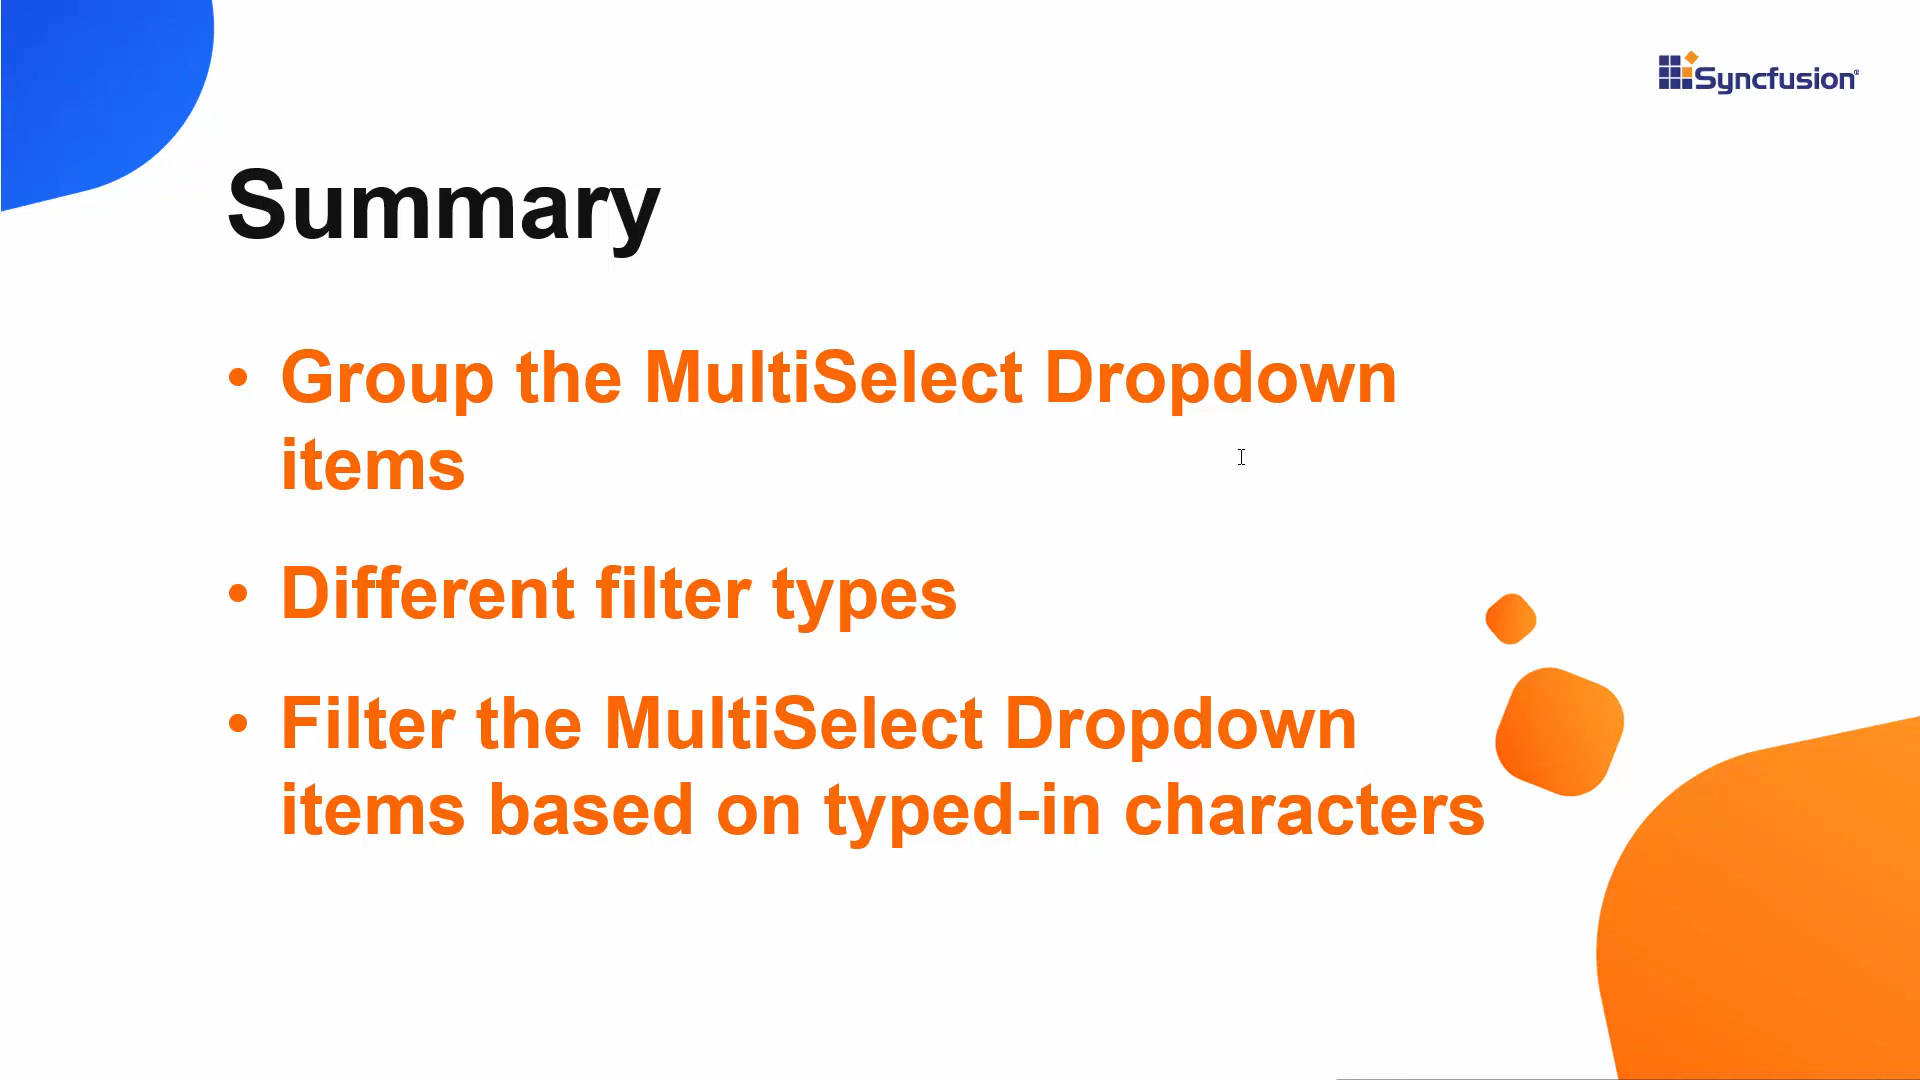 Syncfusion®
Summary
• Group the MultiSelect Dropdown
items
• Different filter types
• Filter the MultiSelect Dropdown
items based on typed-in characters